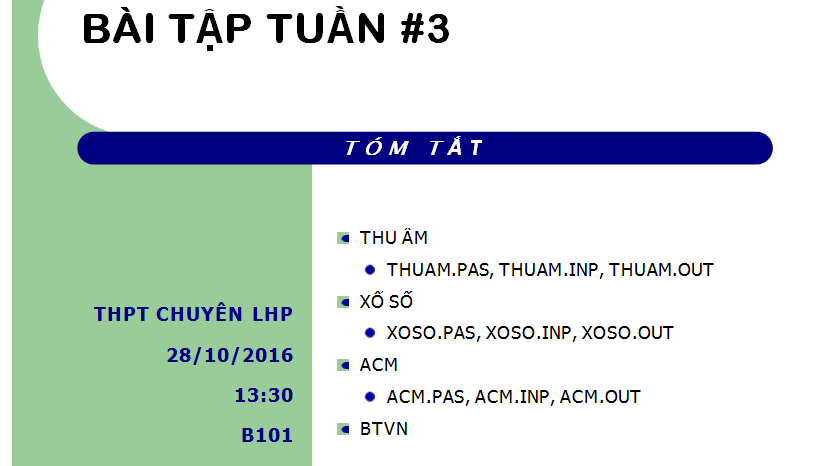 BÀI TẬP TUẦN #3
TÓM TẮT
THPT CHUYÊN LHP
28/10/2016
13:30
B101
THU ÂM
THUAM.PAS, THUAM.INP, THUAM.OUT
XỔ SỐ
XOSO.PAS, XOSO.INP, XOSO.OUT
ACM
ACM.PAS, ACM.INP, ACM.OUT
BTVN